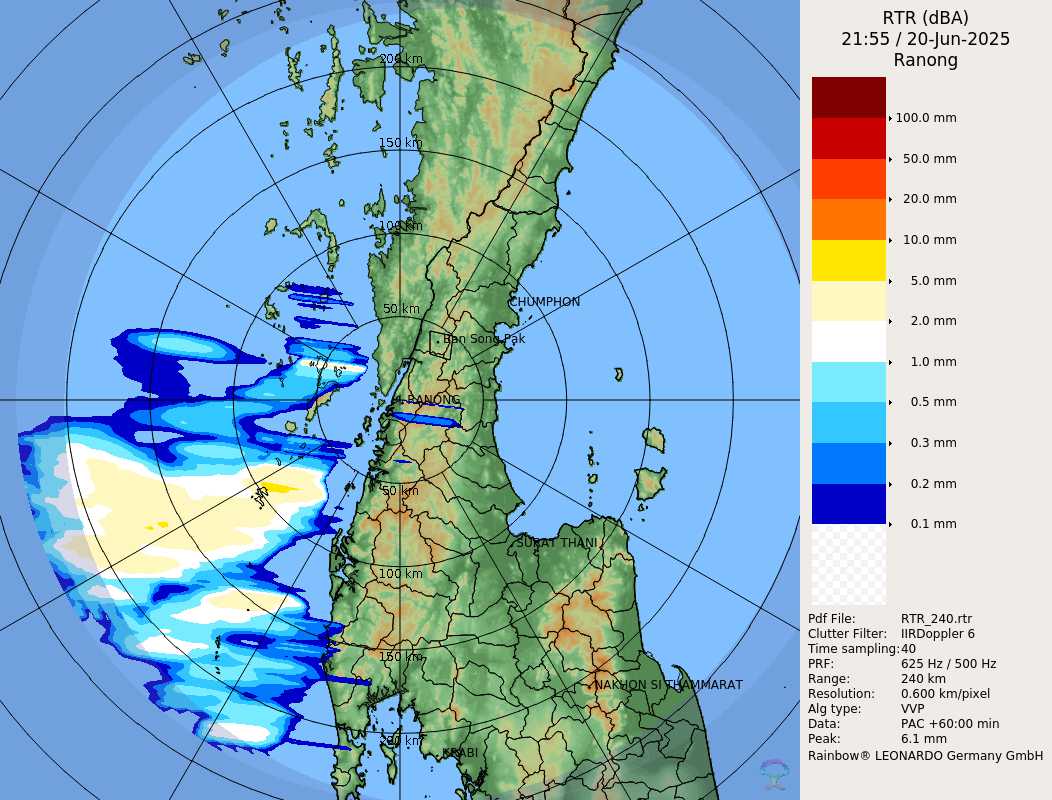 RTR (dBA)
21:55 / 20-Jun-2025
Ranong
100.0 mm
50.0 mm
20.0 mm
10.0 mm
5.0 mm
2.0 mm
1.0 mm
0.5 mm
0.3 mm
0.2 mm
0.1 mm
Pdf File: RTR_240.rtr
Clutter Filter: IIRDoppler 6
Time sampling:40
PRF: 625 Hz / 500 Hz
Range: 240 km
Resolution: 0.600 km/pixel
Alg type: VVP
Data: PAC +60:00 min
Peak: 6.1 mm
Rainbow® LEONARDO Germany GmbH
200 km
150 km
100 km
50 km
CHUMPHON
Ban Song Pak
RANONG
50 km
SURAT THANI
100 km
150 km
NAKHON SI THAMMARAT
200 km
KRABI